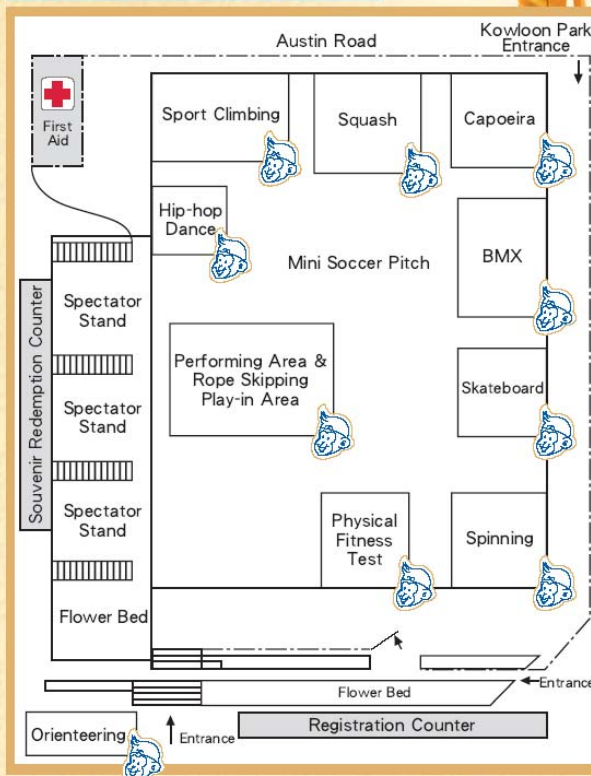 Austin Road
Kowloon Park
Entrance
First
Aid
Sport Climbing
Squash
Capoeira
Hip-hop
Dance
Mini Soccer Pitch
BMX
Spectator
Stand
Souvenir Redemption Counter
Performing Area &
Rope Skipping
Play-in Area
Skateboard
Spectator
Stand
Spectator
Stand
Physical
Fitness
Test
Spinning
Flower Bed
Flower Bed
Entrance
Orienteering
Entrance
Registration Counter